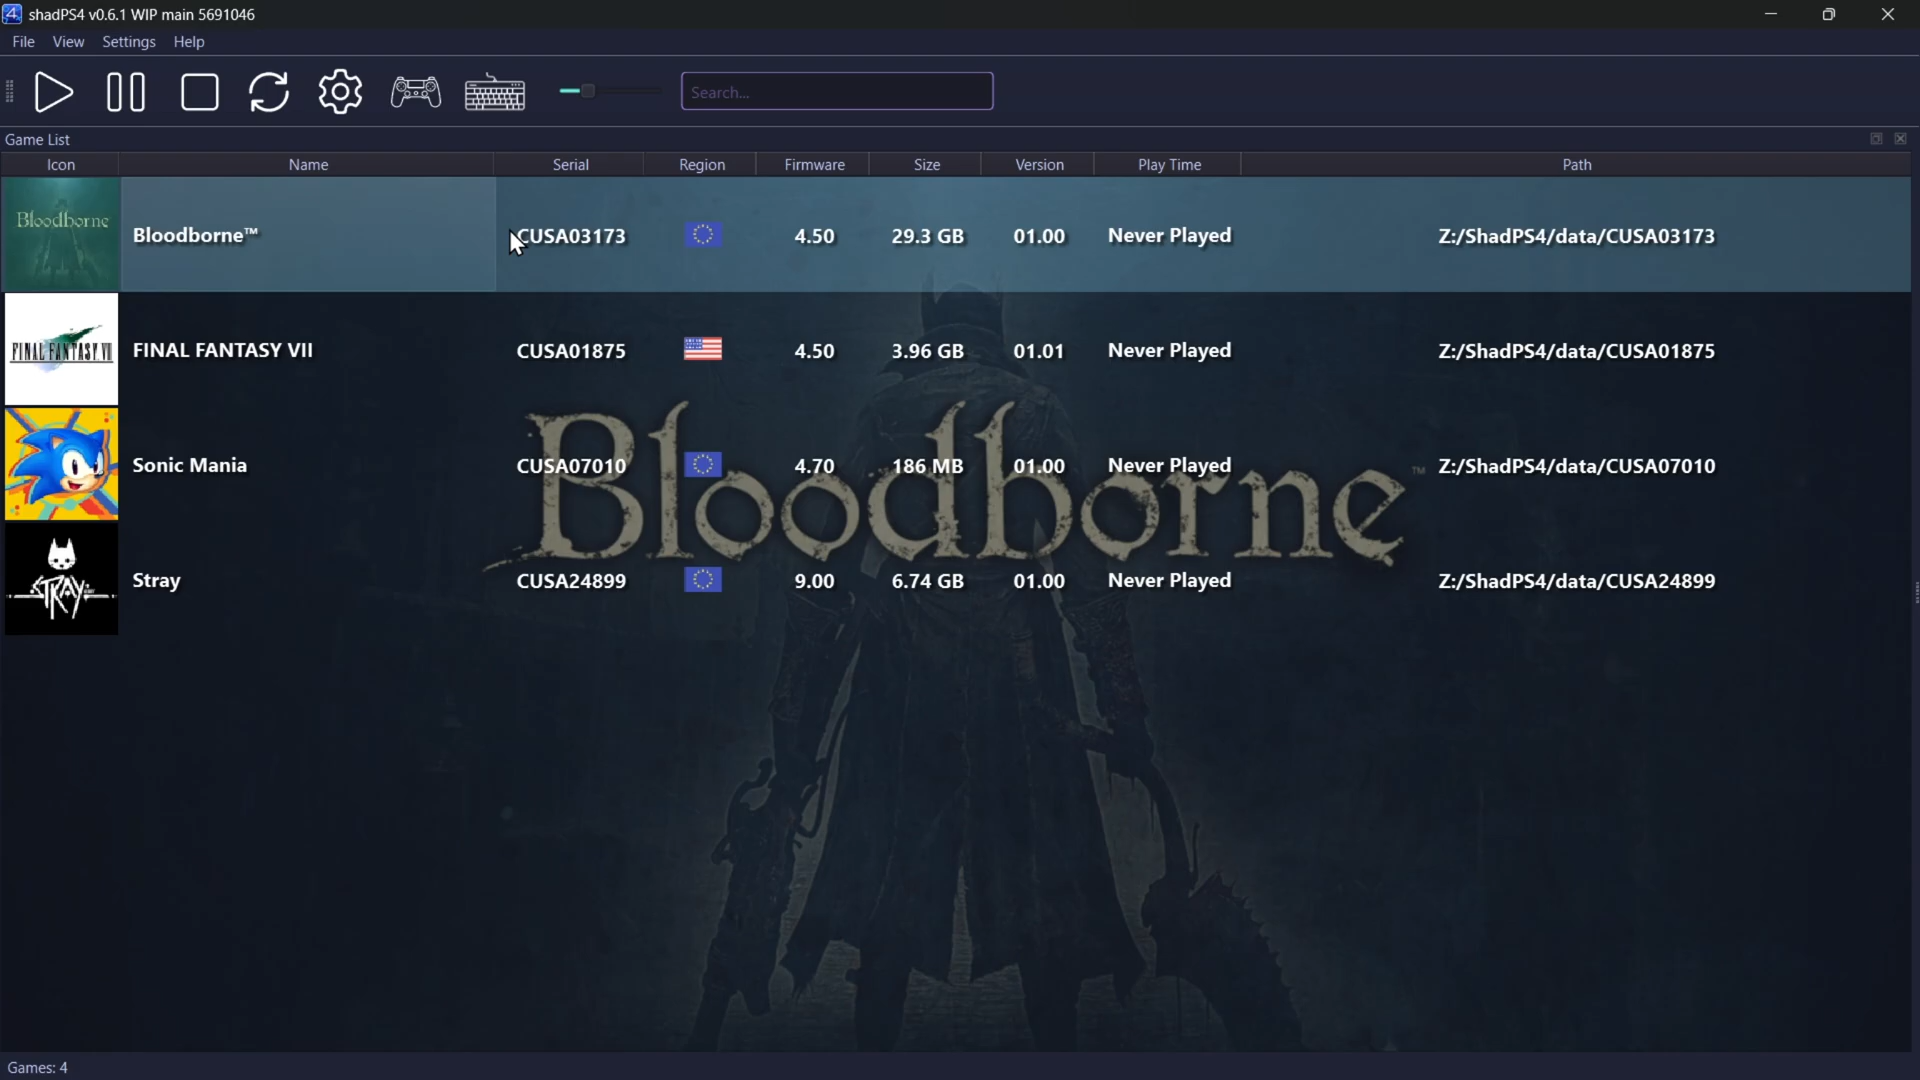 shadPS4 v0.6.1 WIP main 5691046
File View Settings Help
Search...
Game List
Icon Name Serial Region Firmware Size Version Play Time Path
Bloodborne Bloodborne™ CUSA03173 4.50 29.3 GB 01.00 Never Played Z:/ShadPS4/data/CUSA03173
FINAL FANTASY VII FINAL FANTASY VII CUSA01875 4.50 3.96 GB 01.01 Never Played Z:/ShadPS4/data/CUSA01875
Sonic Mania CUSA07010 4.70 186 MB 01.00 Never Played Z:/ShadPS4/data/CUSA07010
Bloodborne™
STRAY Stray CUSA24899 9.00 6.74 GB 01.00 Never Played Z:/ShadPS4/data/CUSA24899
Games: 4